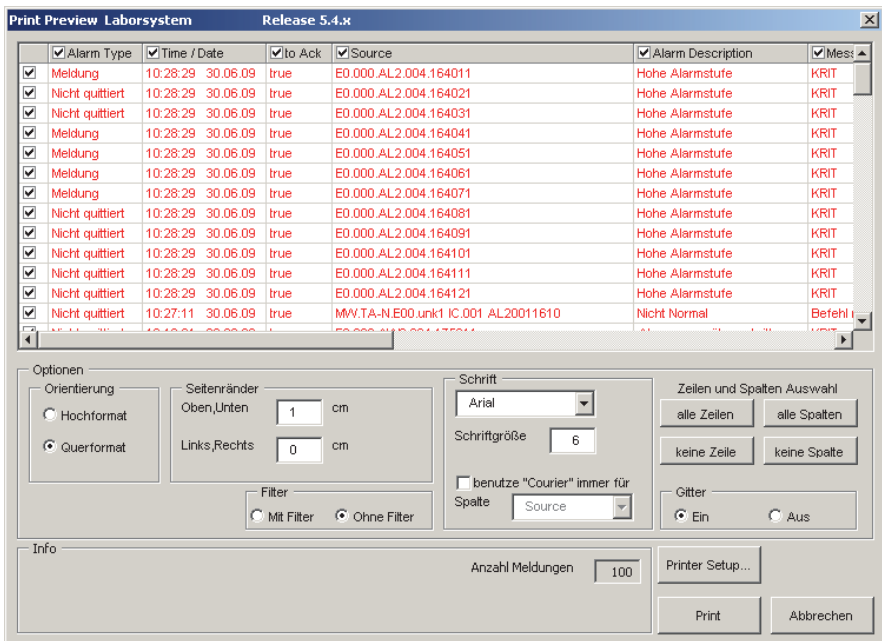 Print Preview Laborsystem Release 5.4.x
Alarm Type Time / Date to Ack Source Alarm Description Mess
Meldung 10:28:29 30.06.09 true E0.000.AL2.004.164011 Hohe Alarmstufe KRIT
Nicht quittiert 10:28:29 30.06.09 true E0.000.AL2.004.164021 Hohe Alarmstufe KRIT
Nicht quittiert 10:28:29 30.06.09 true E0.000.AL2.004.164031 Hohe Alarmstufe KRIT
Meldung 10:28:29 30.06.09 true E0.000.AL2.004.164041 Hohe Alarmstufe KRIT
Meldung 10:28:29 30.06.09 true E0.000.AL2.004.164051 Hohe Alarmstufe KRIT
Meldung 10:28:29 30.06.09 true E0.000.AL2.004.164061 Hohe Alarmstufe KRIT
Meldung 10:28:29 30.06.09 true E0.000.AL2.004.164071 Hohe Alarmstufe KRIT
Nicht quittiert 10:28:29 30.06.09 true E0.000.AL2.004.164081 Hohe Alarmstufe KRIT
Nicht quittiert 10:28:29 30.06.09 true E0.000.AL2.004.164091 Hohe Alarmstufe KRIT
Nicht quittiert 10:28:29 30.06.09 true E0.000.AL2.004.164101 Hohe Alarmstufe KRIT
Nicht quittiert 10:28:29 30.06.09 true E0.000.AL2.004.164111 Hohe Alarmstufe KRIT
Nicht quittiert 10:28:29 30.06.09 true E0.000.AL2.004.164121 Hohe Alarmstufe KRIT
Nicht quittiert 10:27:11 30.06.09 true MW.TA-N.E00.unk1 IC.001 AL20011610 Nicht Normal Befehl
Optionen
Orientierung
Hochformat
Querformat
Seitenränder
Oben,Unten 1 cm
Links,Rechts 0 cm
Filter
Mit Filter Ohne Filter
Schrift
Arial
Schriftgröße 6
benutze "Courier" immer für
Spalte Source
Zeilen und Spalten Auswahl
alle Zeilen alle Spalten
keine Zeile keine Spalte
Gitter
Ein Aus
Info
Anzahl Meldungen 100
Printer Setup...
Print Abbrechen